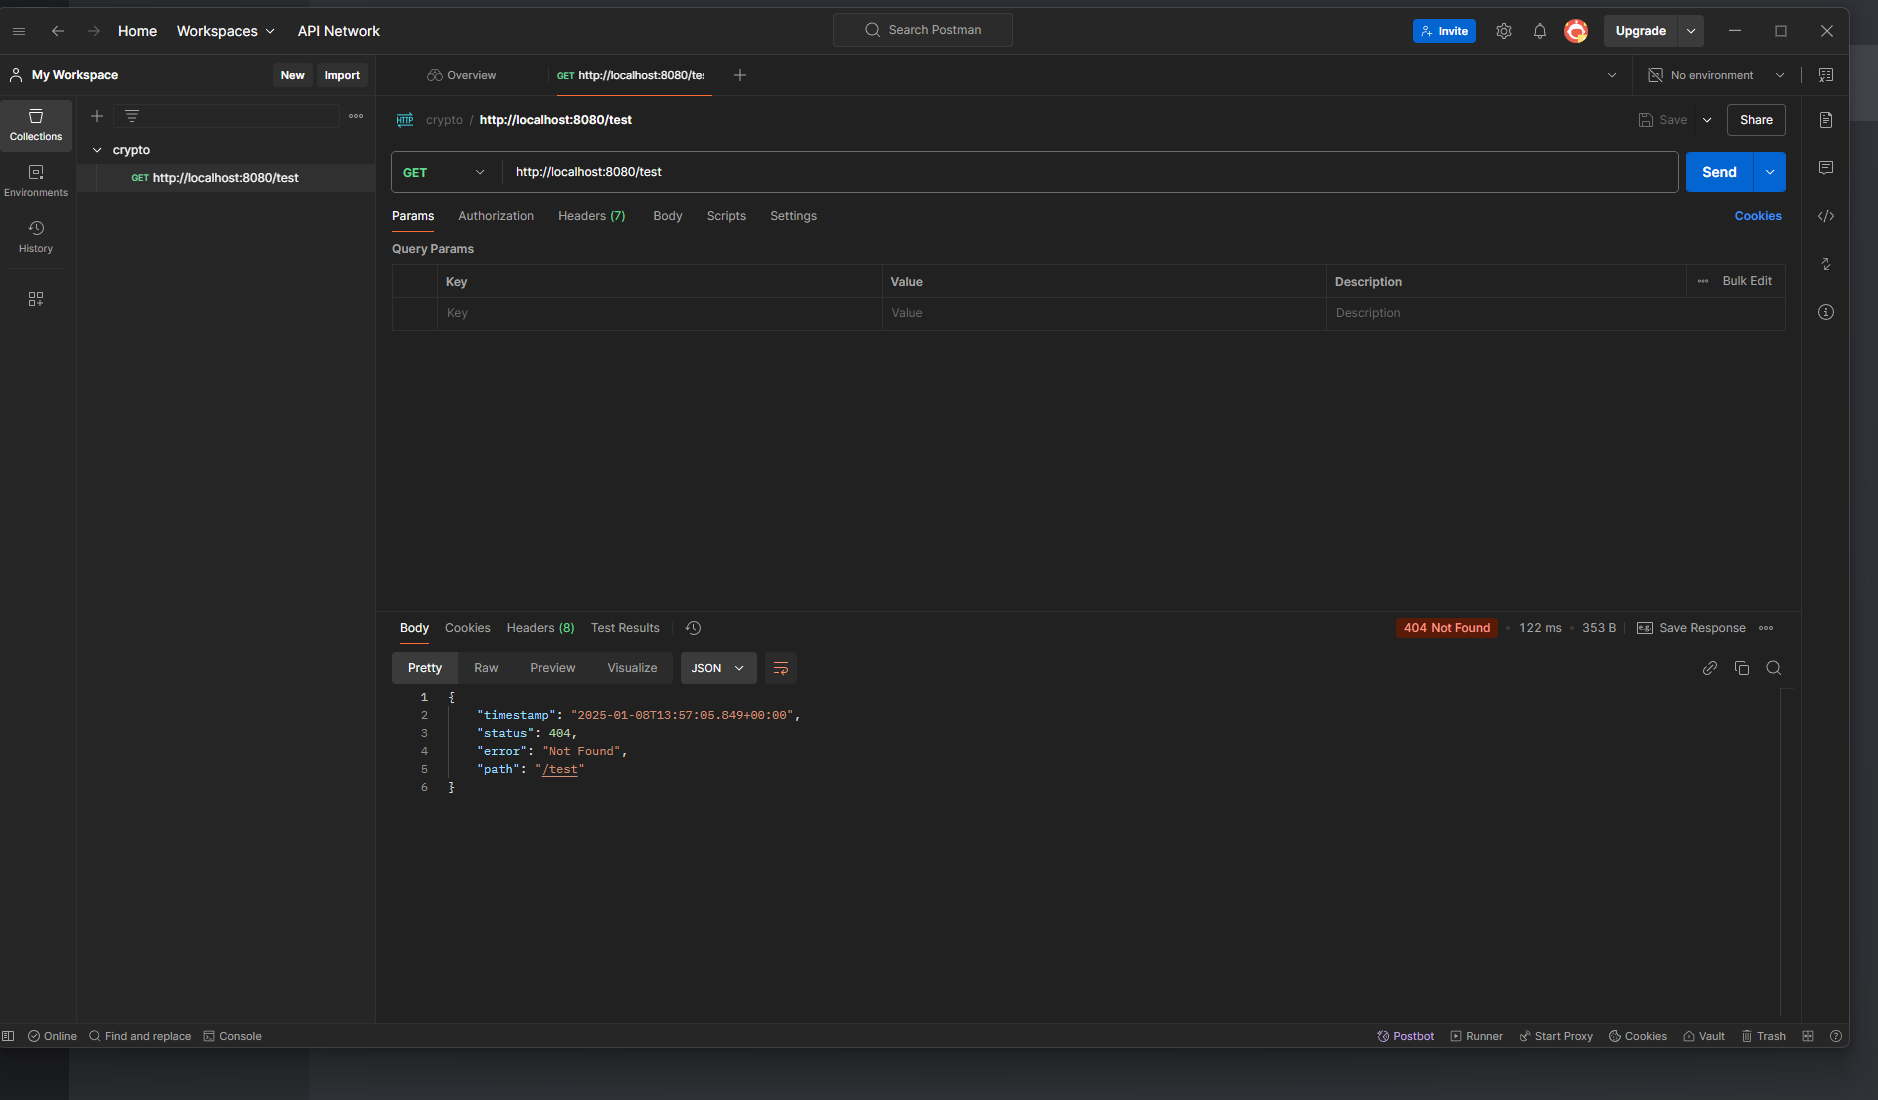 Home
Workspaces
API Network
Search Postman
Invite
Upgrade
My Workspace
New
Import
Overview
GET http://localhost:8080/tes
No environment
Collections
Environments
History
crypto
GET http://localhost:8080/test
HTTP crypto / http://localhost:8080/test
Save
Share
GET
http://localhost:8080/test
Send
Params
Authorization
Headers (7)
Body
Scripts
Settings
Cookies
Query Params
Key
Value
Description
Bulk Edit
Key
Value
Description
Body
Cookies
Headers (8)
Test Results
404 Not Found
122 ms
353 B
e.g. Save Response
Pretty
Raw
Preview
Visualize
JSON
1 {
2 "timestamp": "2025-01-08T13:57:05.849+00:00",
3 "status": 404,
4 "error": "Not Found",
5 "path": "/test"
6 }
Online
Find and replace
Console
Postbot
Runner
Start Proxy
Cookies
Vault
Trash